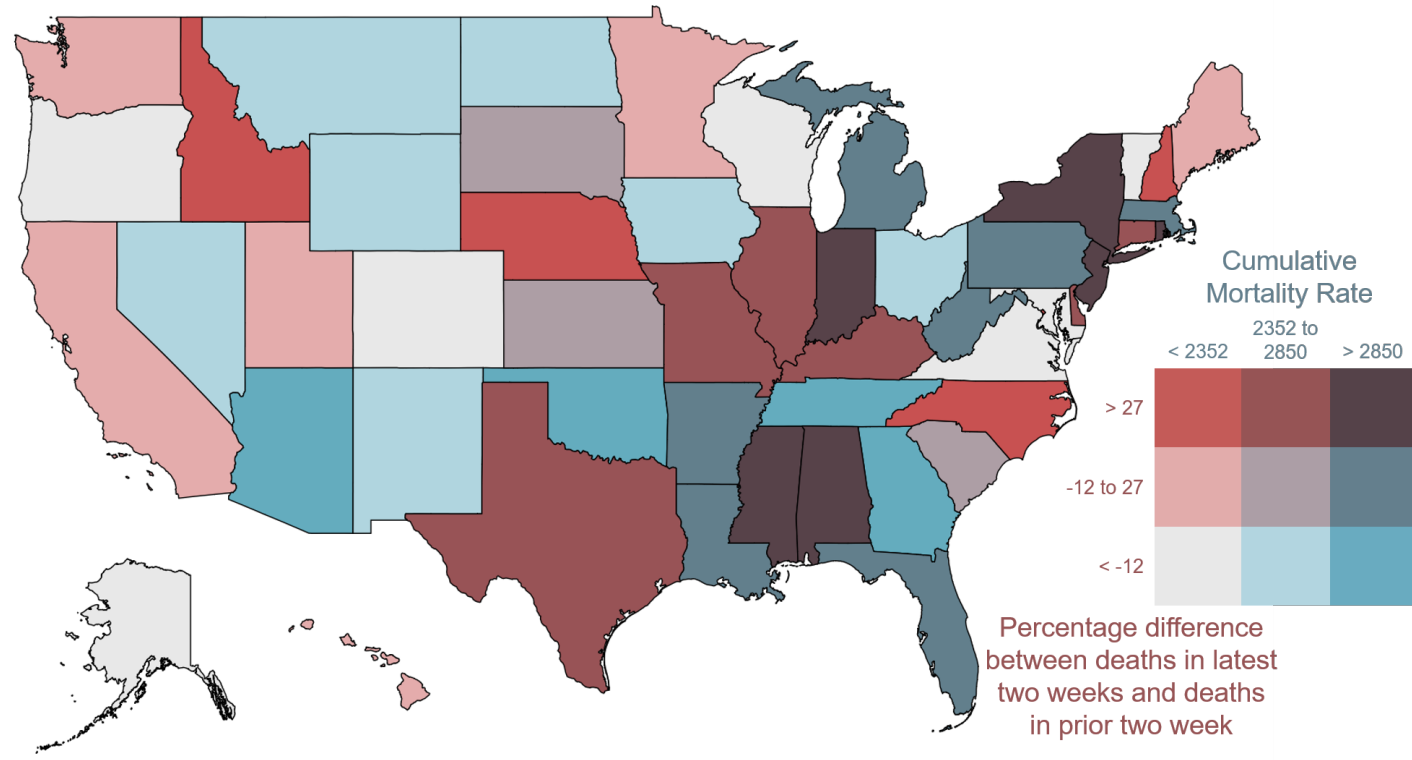 Cumulative
Mortality Rate
2352 to
< 2352 2850 > 2850
> 27
-12 to 27
< -12
Percentage difference
between deaths in latest
two weeks and deaths
in prior two week